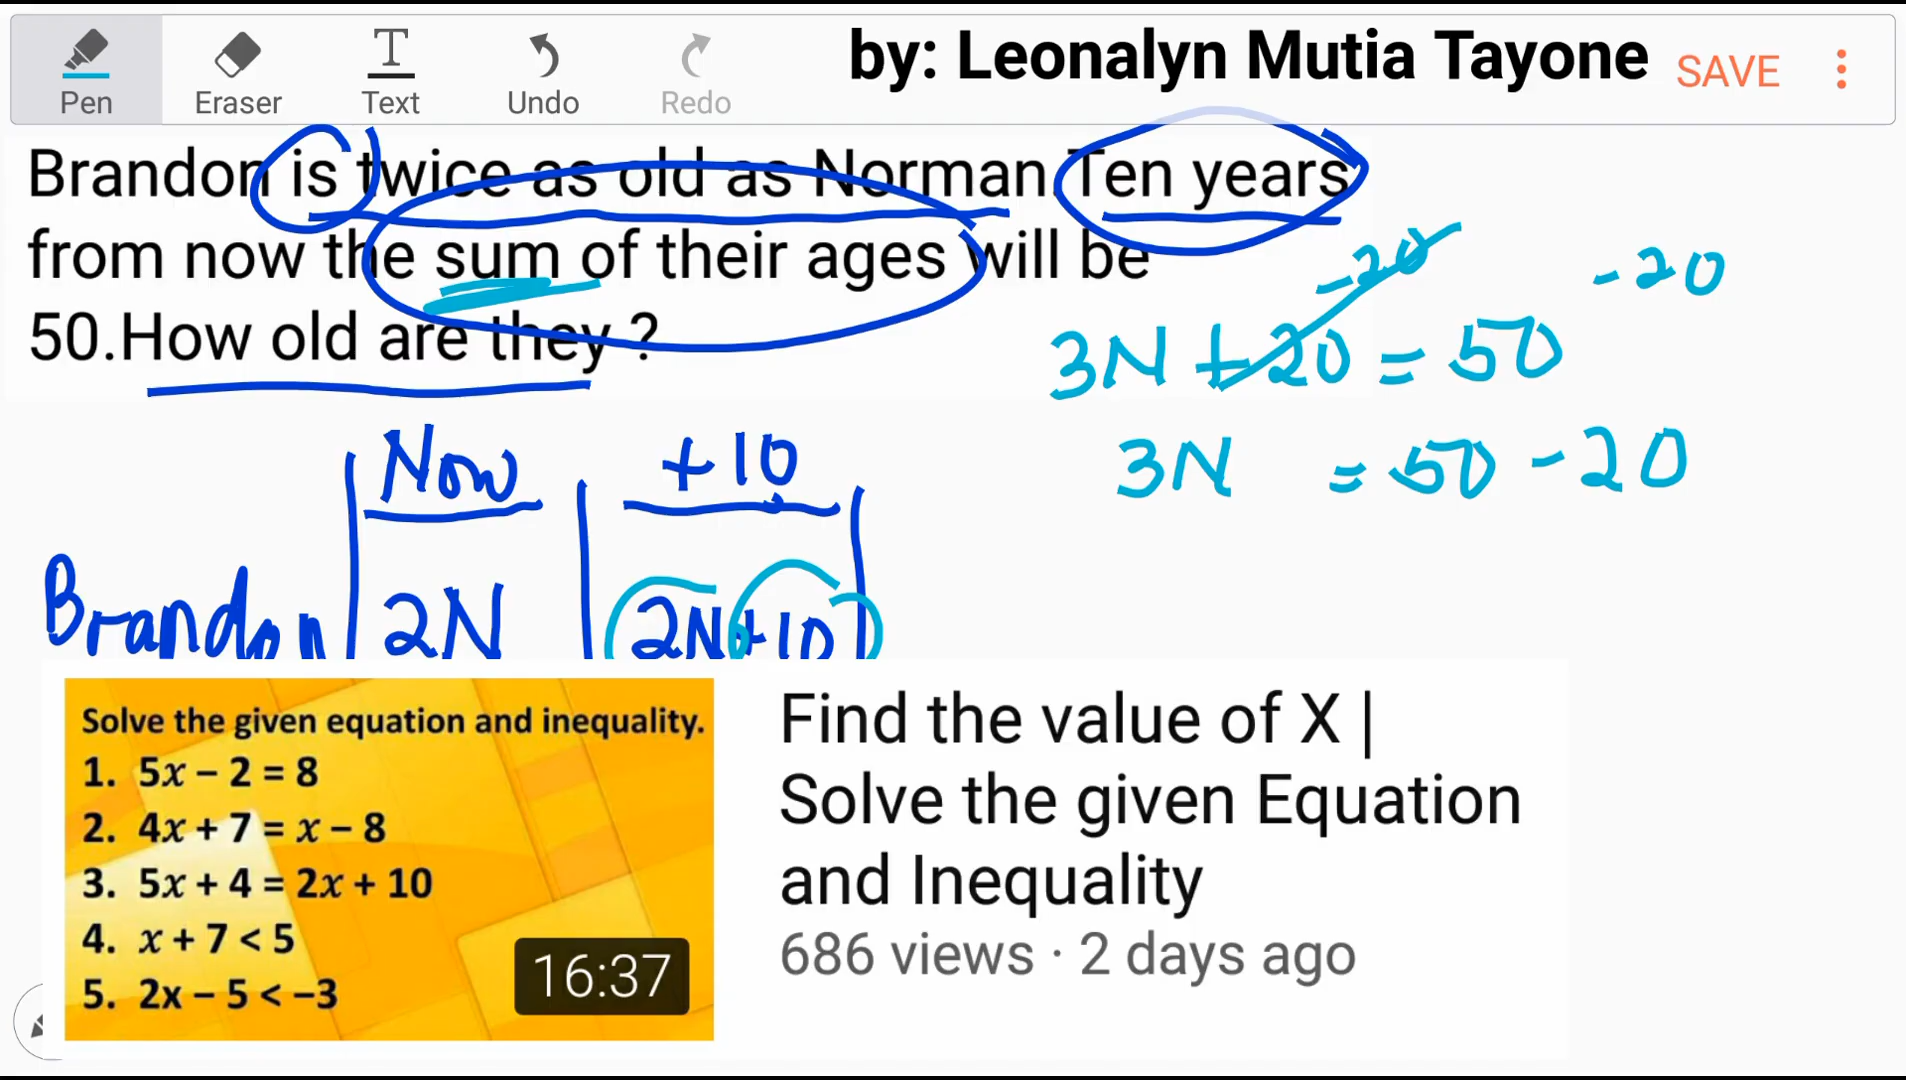 by: Leonalyn Mutia Tayone
SAVE
Pen
Eraser
Text
Undo
Redo
Brandon is twice as old as Norman. Ten years
from now the sum of their ages will be
50.How old are they ?
-20 -20
3N +20 = 50
3N = 50 - 20
Now +10
Brandon 2N 2N+10
Solve the given equation and inequality.
1. 5x – 2 = 8
2. 4x + 7 = x – 8
3. 5x + 4 = 2x + 10
4. x + 7 < 5
5. 2x – 5 < –3
16:37
Find the value of X |
Solve the given Equation
and Inequality
686 views · 2 days ago